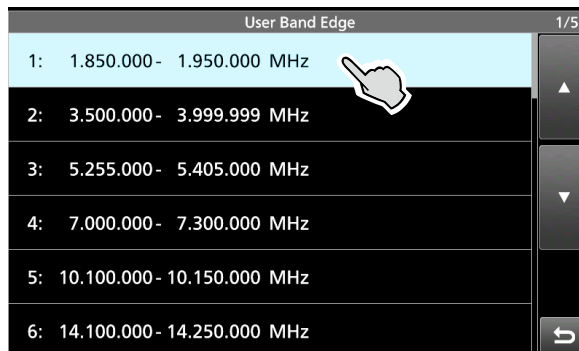 User Band Edge 1/5
1: 1.850.000 - 1.950.000 MHz
2: 3.500.000 - 3.999.999 MHz
3: 5.255.000 - 5.405.000 MHz
4: 7.000.000 - 7.300.000 MHz
5: 10.100.000 - 10.150.000 MHz
6: 14.100.000 - 14.250.000 MHz